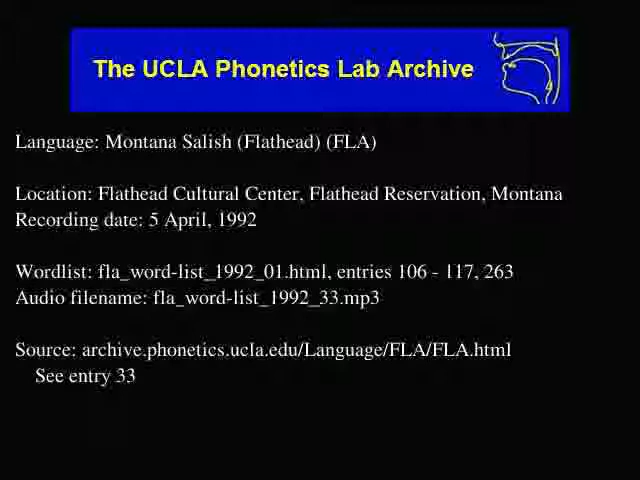 The UCLA Phonetics Lab Archive
Language: Montana Salish (Flathead) (FLA)
Location: Flathead Cultural Center, Flathead Reservation, Montana
Recording date: 5 April, 1992
Wordlist: fla_word-list_1992_01.html, entries 106 - 117, 263
Audio filename: fla_word-list_1992_33.mp3
Source: archive.phonetics.ucla.edu/Language/FLA/FLA.html
See entry 33